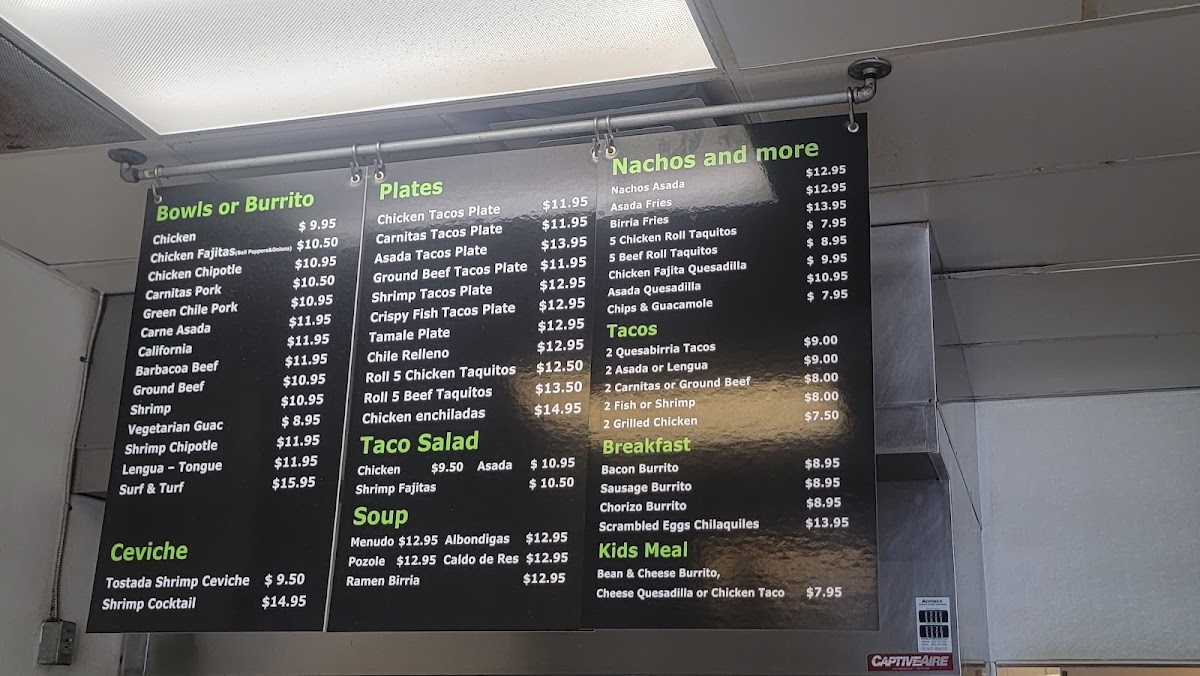 Bowls or Burrito
Chicken $ 9.95
Chicken Fajitas(Bell Peppers&Onions) $10.50
Chicken Chipotle $10.95
Carnitas Pork $10.50
Green Chile Pork $10.95
Carne Asada $11.95
California $11.95
Barbacoa Beef $11.95
Ground Beef $10.95
Shrimp $10.95
Vegetarian Guac $ 8.95
Shrimp Chipotle $11.95
Lengua – Tongue $11.95
Surf & Turf $15.95
Ceviche
Tostada Shrimp Ceviche $ 9.50
Shrimp Cocktail $14.95
Plates
Chicken Tacos Plate $11.95
Carnitas Tacos Plate $11.95
Asada Tacos Plate $13.95
Ground Beef Tacos Plate $11.95
Shrimp Tacos Plate $12.95
Crispy Fish Tacos Plate $12.95
Tamale Plate $12.95
Chile Relleno $12.95
Roll 5 Chicken Taquitos $12.50
Roll 5 Beef Taquitos $13.50
Chicken enchiladas $14.95
Taco Salad
Chicken $9.50 Asada $ 10.95
Shrimp Fajitas $ 10.50
Soup
Menudo $12.95 Albondigas $12.95
Pozole $12.95 Caldo de Res $12.95
Ramen Birria $12.95
Nachos and more
Nachos Asada $12.95
Asada Fries $12.95
Birria Fries $13.95
5 Chicken Roll Taquitos $ 7.95
5 Beef Roll Taquitos $ 8.95
Chicken Fajita Quesadilla $ 9.95
Asada Quesadilla $10.95
Chips & Guacamole $ 7.95
Tacos
2 Quesabirria Tacos $9.00
2 Asada or Lengua $9.00
2 Carnitas or Ground Beef $8.00
2 Fish or Shrimp $8.00
2 Grilled Chicken $7.50
Breakfast
Bacon Burrito $8.95
Sausage Burrito $8.95
Chorizo Burrito $8.95
Scrambled Eggs Chilaquiles $13.95
Kids Meal
Bean & Cheese Burrito,
Cheese Quesadilla or Chicken Taco $7.95
CAPTIVEAIRE